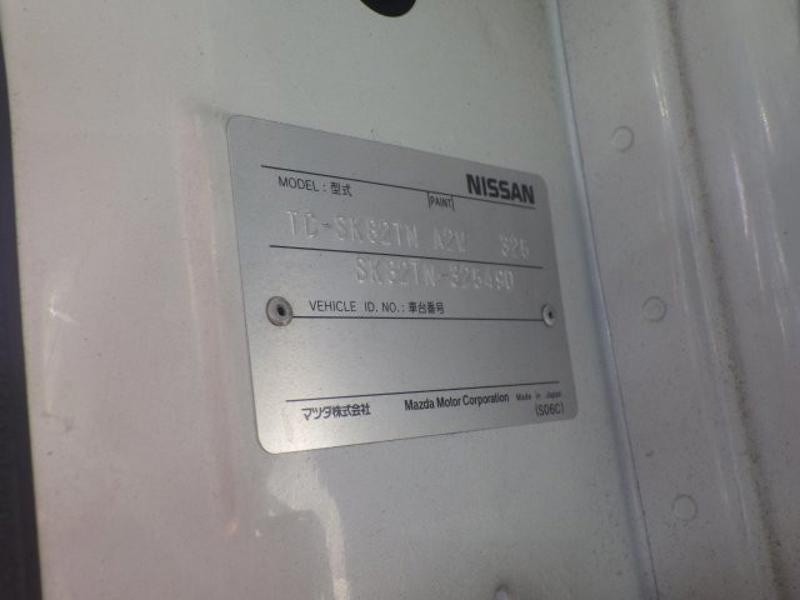 NISSAN
MODEL : 型式
PAINT
TC-SK82TN A2W 325
SK82TN-325490
VEHICLE ID. NO. : 車台番号
マツダ株式会社 Mazda Motor Corporation Made in Japan
(S06C)